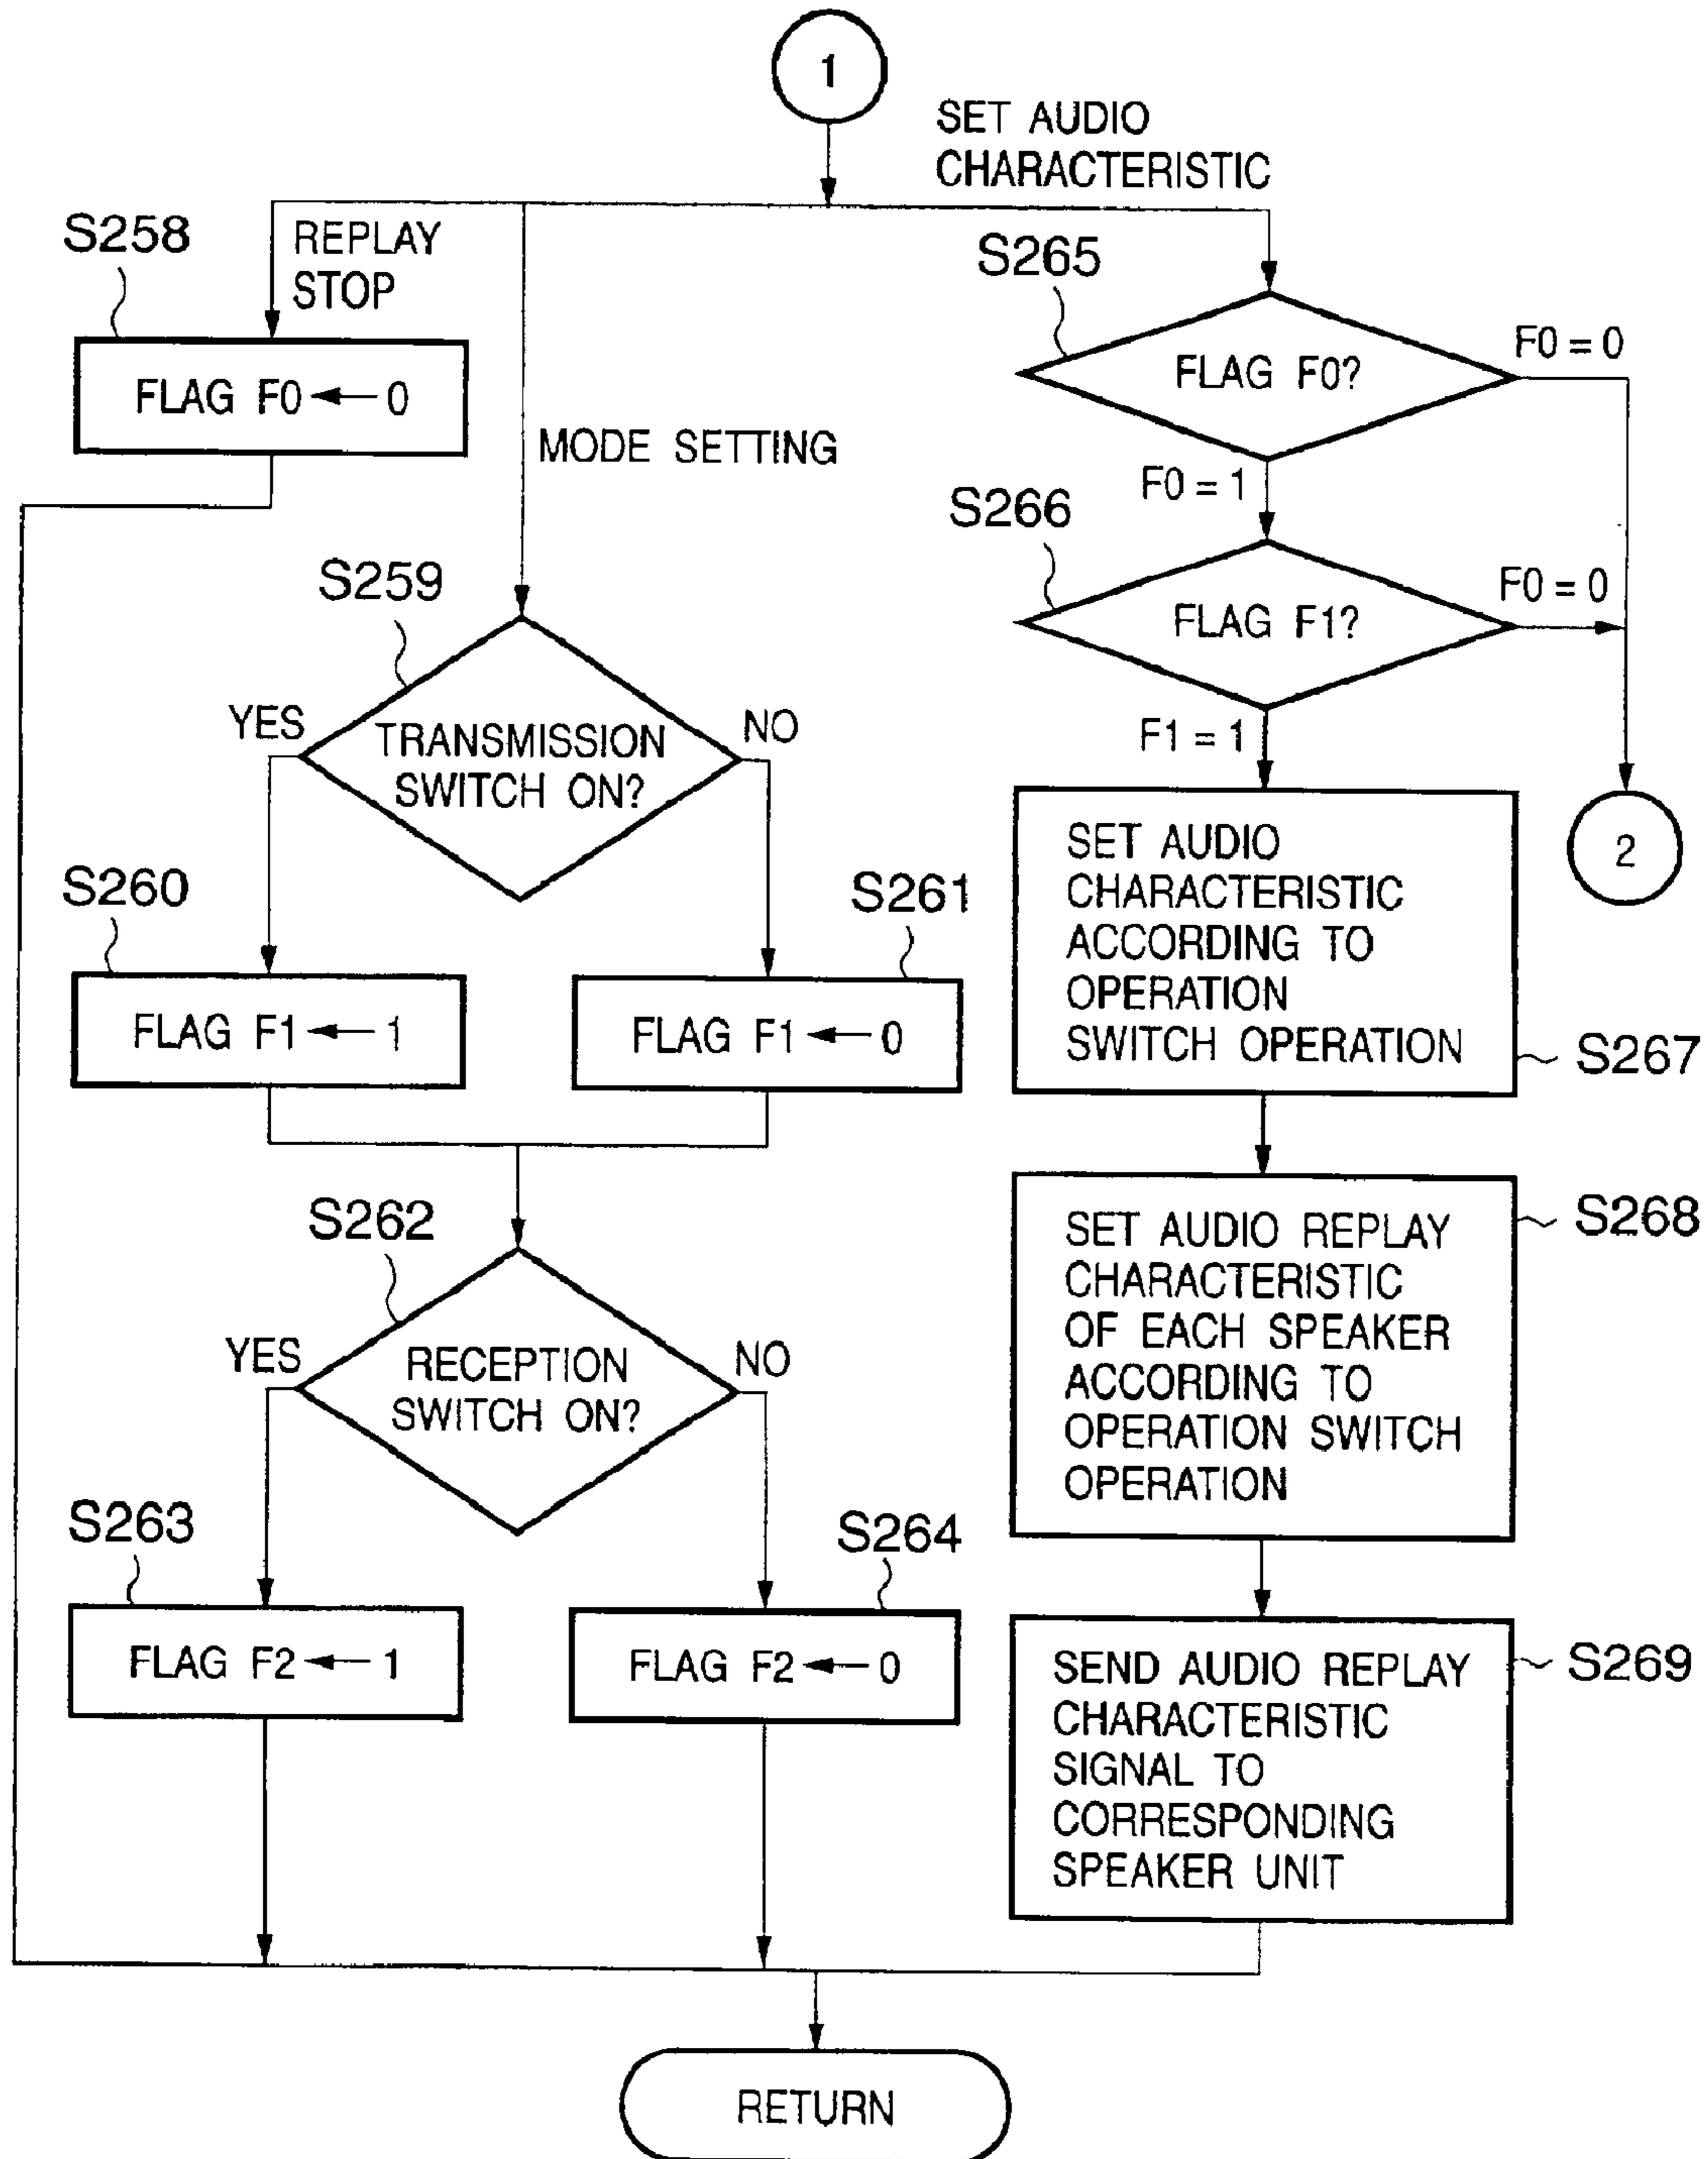 1
SET AUDIO
CHARACTERISTIC
S258
REPLAY
STOP
FLAG F0 ← 0
MODE SETTING
S259
YES
TRANSMISSION
SWITCH ON?
NO
S260
FLAG F1 ← 1
S261
FLAG F1 ← 0
S262
YES
RECEPTION
SWITCH ON?
NO
S263
FLAG F2 ← 1
S264
FLAG F2 ← 0
S265
FLAG F0?
F0 = 0
F0 = 1
S266
FLAG F1?
F0 = 0
F1 = 1
2
SET AUDIO
CHARACTERISTIC
ACCORDING TO
OPERATION
SWITCH OPERATION
S267
SET AUDIO REPLAY
CHARACTERISTIC
OF EACH SPEAKER
ACCORDING TO
OPERATION SWITCH
OPERATION
S268
SEND AUDIO REPLAY
CHARACTERISTIC
SIGNAL TO
CORRESPONDING
SPEAKER UNIT
S269
RETURN